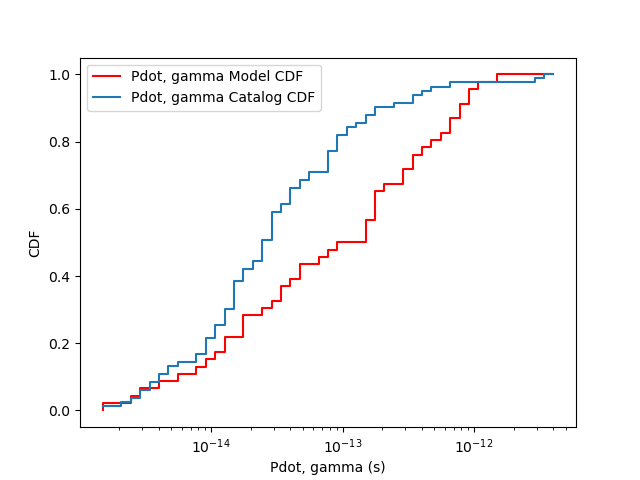 Pdot, gamma Model CDF
Pdot, gamma Catalog CDF
1.0
0.8
0.6
0.4
0.2
0.0
CDF
10⁻¹⁴
10⁻¹³
10⁻¹²
Pdot, gamma (s)